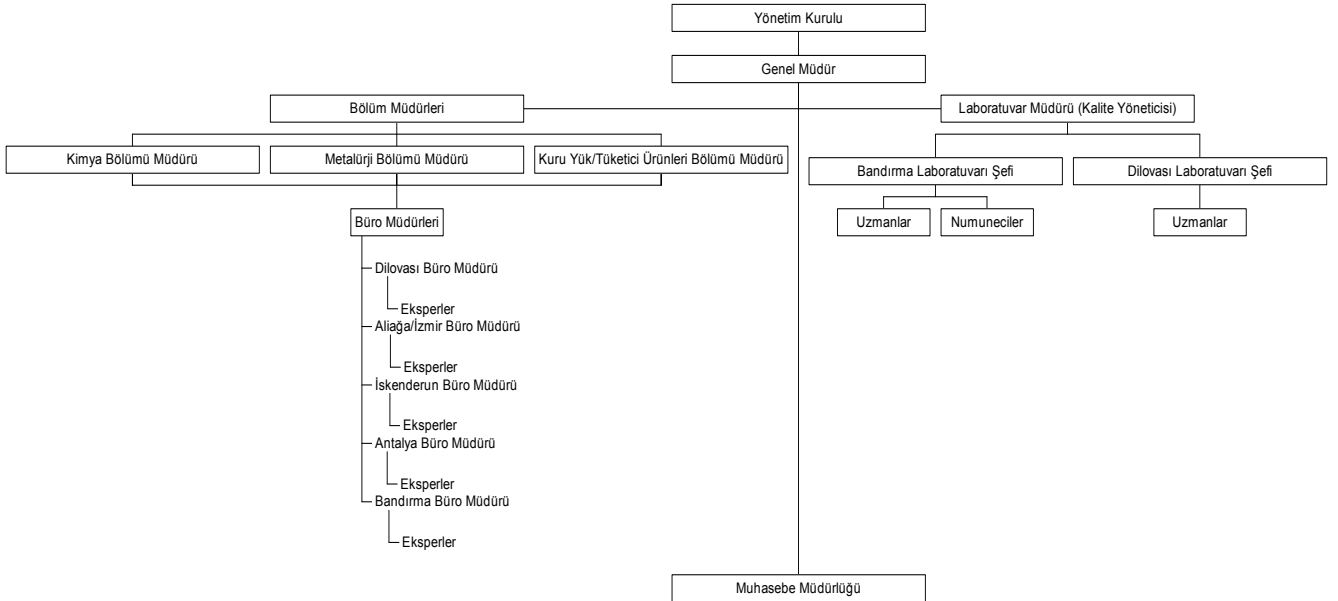 Yönetim Kurulu
Genel Müdür
Bölüm Müdürleri
Laboratuvar Müdürü (Kalite Yöneticisi)
Kimya Bölümü Müdürü
Metalürji Bölümü Müdürü
Kuru Yük/Tüketici Ürünleri Bölümü Müdürü
Bandırma Laboratuvarı Şefi
Dilovası Laboratuvarı Şefi
Büro Müdürleri
Uzmanlar
Numuneciler
Uzmanlar
Dilovası Büro Müdürü
Eksperler
Aliağa/İzmir Büro Müdürü
Eksperler
İskenderun Büro Müdürü
Eksperler
Antalya Büro Müdürü
Eksperler
Bandırma Büro Müdürü
Eksperler
Muhasebe Müdürlüğü